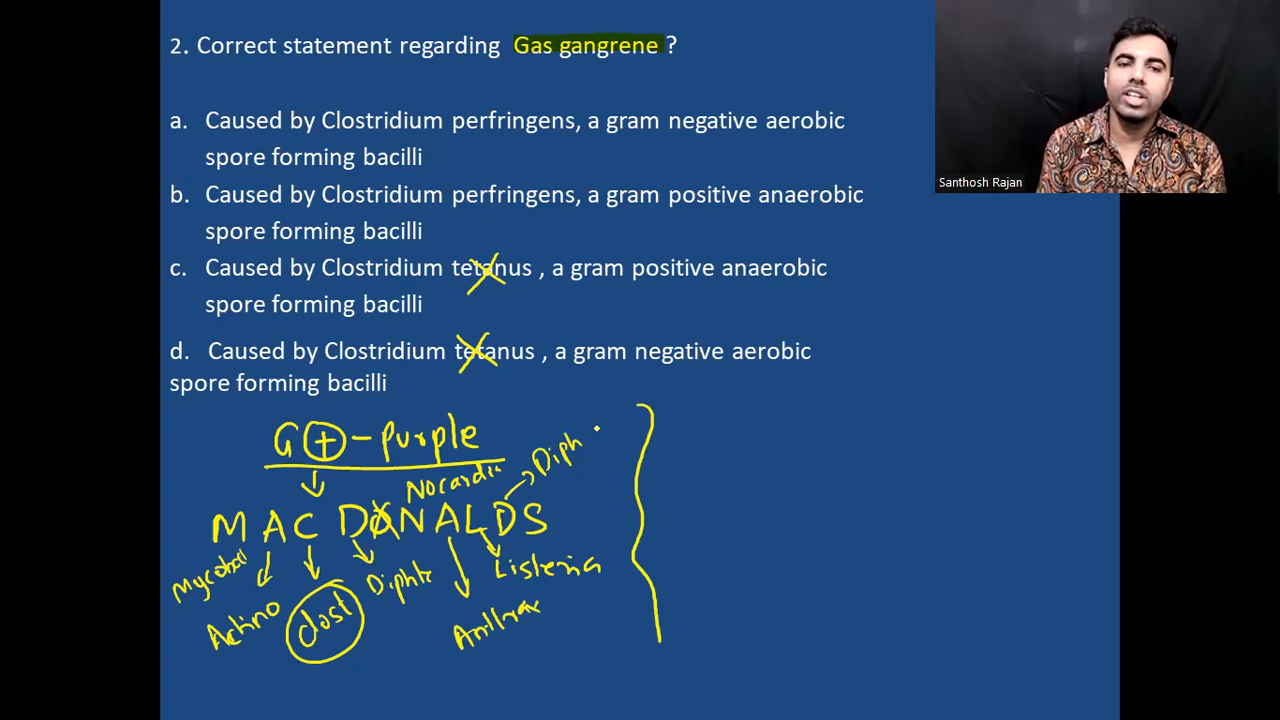 2. Correct statement regarding Gas gangrene ?
a. Caused by Clostridium perfringens, a gram negative aerobic
spore forming bacilli
b. Caused by Clostridium perfringens, a gram positive anaerobic
spore forming bacilli
c. Caused by Clostridium tetanus , a gram positive anaerobic
spore forming bacilli
d. Caused by Clostridium tetanus , a gram negative aerobic
spore forming bacilli
Santhosh Rajan
G + - purple
Nocardia
Diph
M A C D O N A L D S
Actino
Clost
Diphte
Anthrax
Listeria